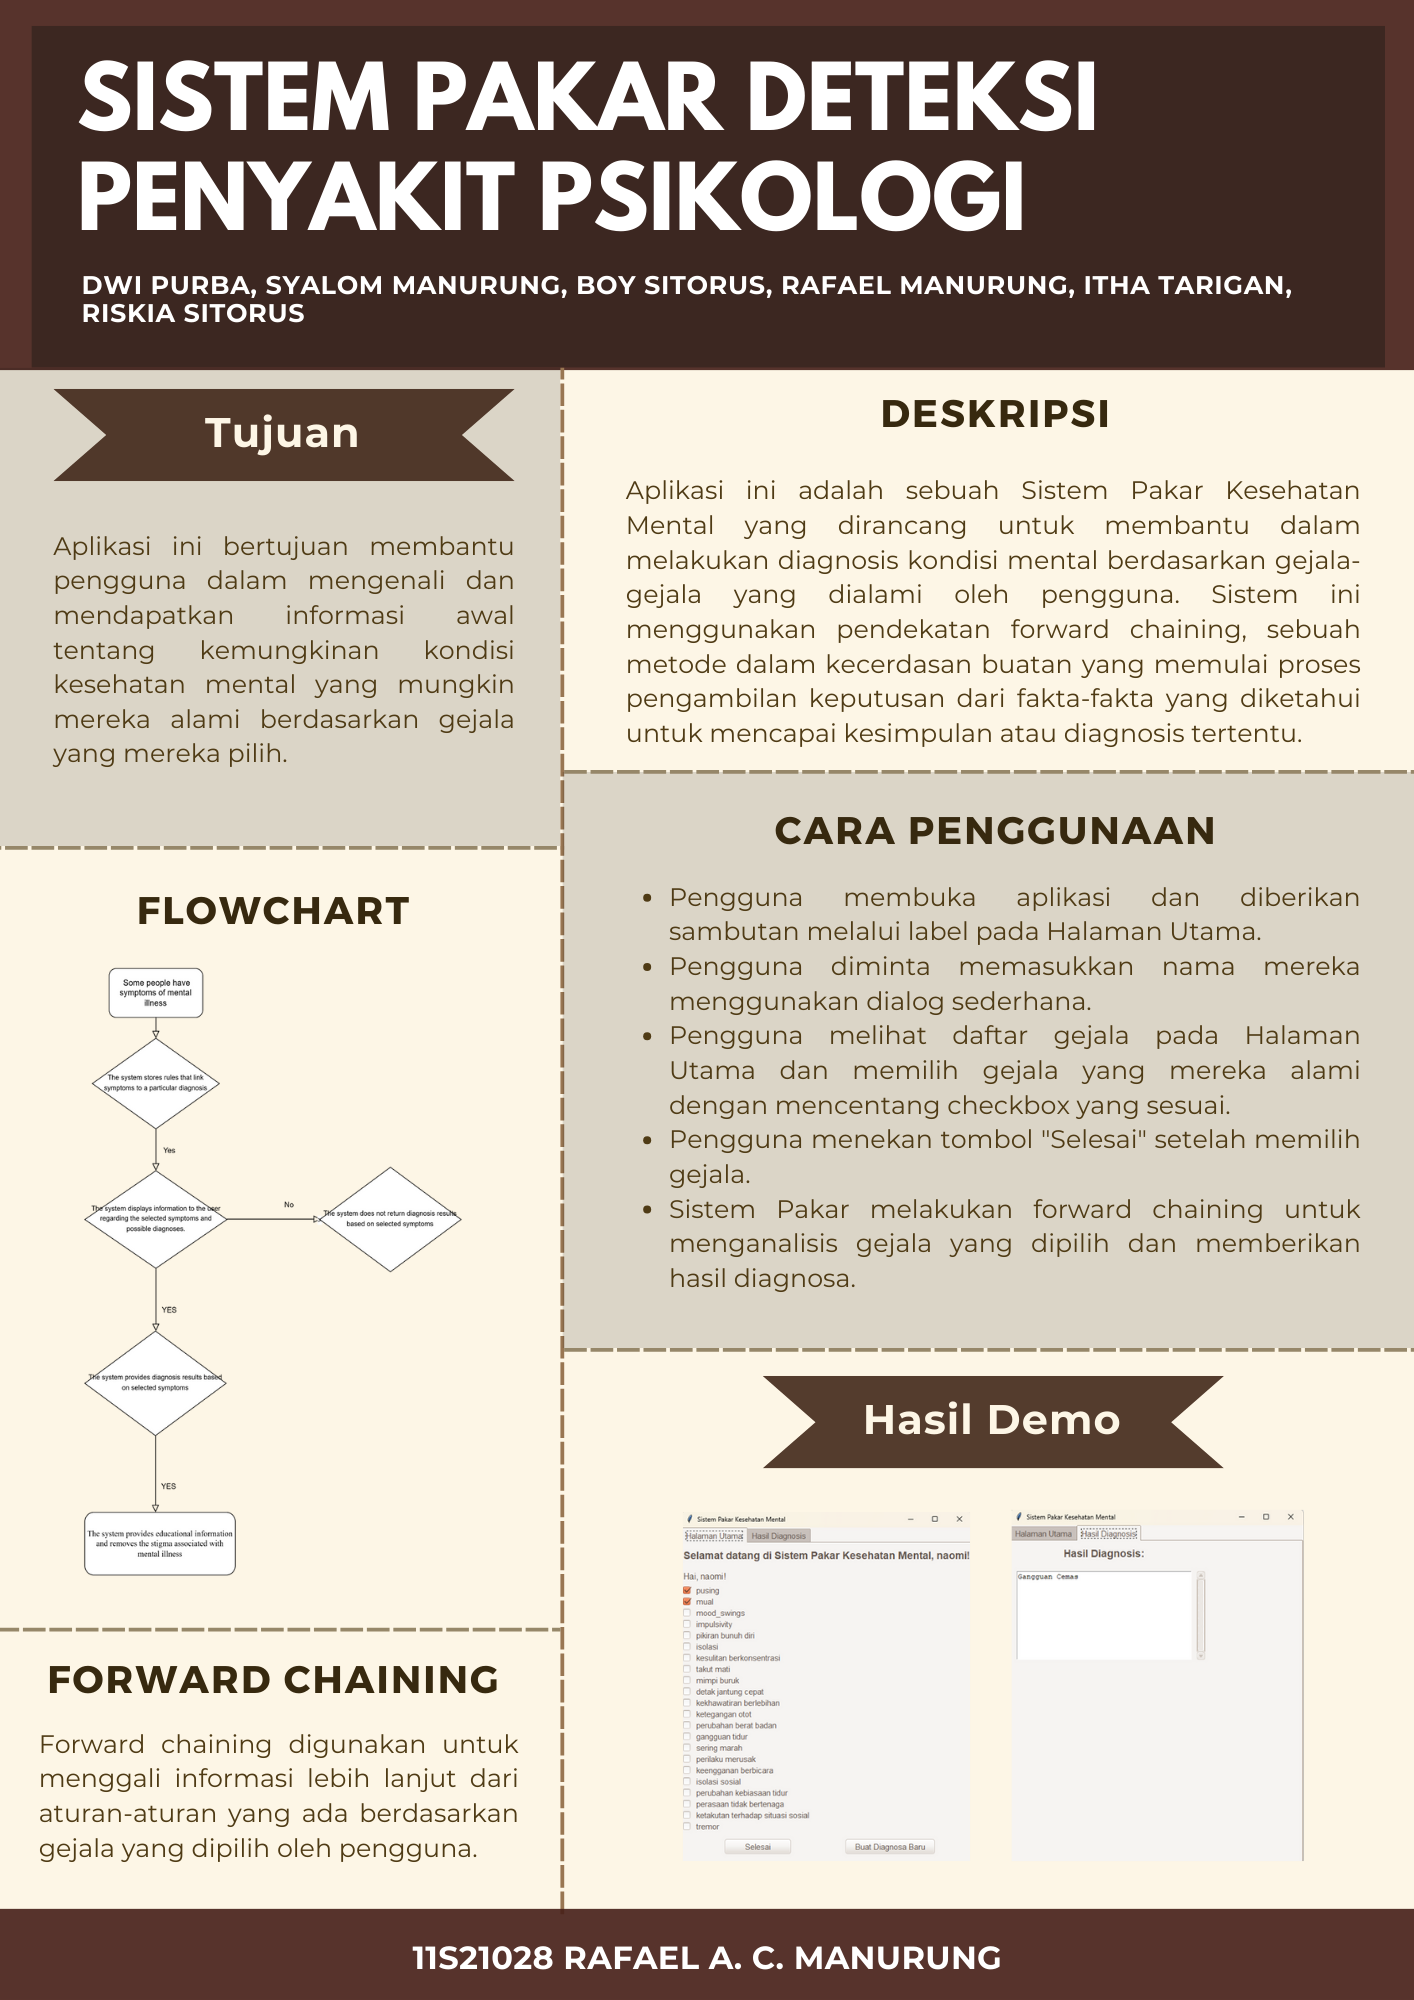 SISTEM PAKAR DETEKSI
PENYAKIT PSIKOLOGI
DWI PURBA, SYALOM MANURUNG, BOY SITORUS, RAFAEL MANURUNG, ITHA TARIGAN,
RISKIA SITORUS
Tujuan
Aplikasi ini bertujuan membantu
pengguna dalam mengenali dan
mendapatkan informasi awal
tentang kemungkinan kondisi
kesehatan mental yang mungkin
mereka alami berdasarkan gejala
yang mereka pilih.
FLOWCHART
Some people have
symptoms of mental
illness
The system stores rules that link
symptoms to a particular diagnosis
Yes
The system displays information to the user
regarding the selected symptoms and
possible diagnoses.
No
The system does not return diagnosis results
based on selected symptoms
YES
The system provides diagnosis results based
on selected symptoms
YES
The system provides educational information
and removes the stigma associated with
mental illness
FORWARD CHAINING
Forward chaining digunakan untuk
menggali informasi lebih lanjut dari
aturan-aturan yang ada berdasarkan
gejala yang dipilih oleh pengguna.
DESKRIPSI
Aplikasi ini adalah sebuah Sistem Pakar Kesehatan
Mental yang dirancang untuk membantu dalam
melakukan diagnosis kondisi mental berdasarkan gejala-
gejala yang dialami oleh pengguna. Sistem ini
menggunakan pendekatan forward chaining, sebuah
metode dalam kecerdasan buatan yang memulai proses
pengambilan keputusan dari fakta-fakta yang diketahui
untuk mencapai kesimpulan atau diagnosis tertentu.
CARA PENGGUNAAN
• Pengguna membuka aplikasi dan diberikan
sambutan melalui label pada Halaman Utama.
• Pengguna diminta memasukkan nama mereka
menggunakan dialog sederhana.
• Pengguna melihat daftar gejala pada Halaman
Utama dan memilih gejala yang mereka alami
dengan mencentang checkbox yang sesuai.
• Pengguna menekan tombol "Selesai" setelah memilih
gejala.
• Sistem Pakar melakukan forward chaining untuk
menganalisis gejala yang dipilih dan memberikan
hasil diagnosa.
Hasil Demo
Sistem Pakar Kesehatan Mental
Halaman Utama Hasil Diagnosis
Selamat datang di Sistem Pakar Kesehatan Mental, naomi!
Hai, naomi!
pusing
mual
mood_swings
impulsivity
pikiran bunuh diri
isolasi
kesulitan berkonsentrasi
takut mati
mimpi buruk
detak jantung cepat
kekhawatiran berlebihan
ketegangan otot
perubahan berat badan
gangguan tidur
sering marah
perilaku merusak
keengganan berbicara
isolasi sosial
perubahan kebiasaan tidur
perasaan tidak bertenaga
ketakutan terhadap situasi sosial
tremor
Selesai Buat Diagnosa Baru
Sistem Pakar Kesehatan Mental
Halaman Utama Hasil Diagnosis
Hasil Diagnosis:
Gangguan Cemas
11S21028 RAFAEL A. C. MANURUNG